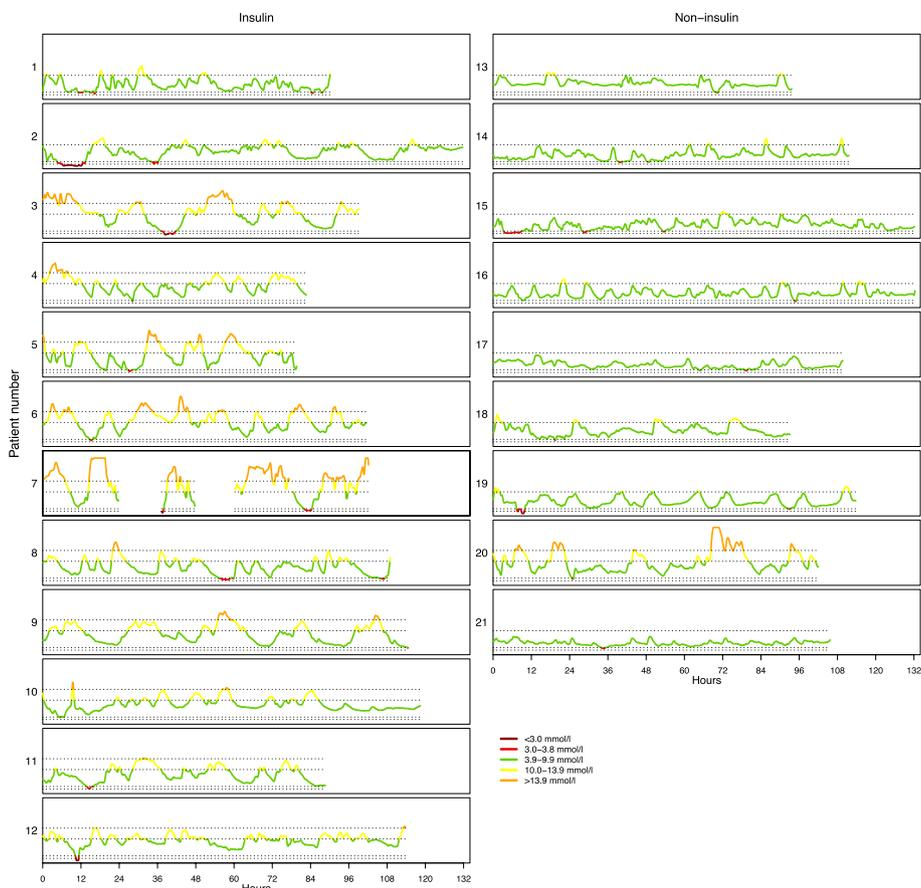 Insulin
Non−insulin
Patient number
1
2
3
4
5
6
7
8
9
10
11
12
0 12 24 36 48 60 72 84 96 108 120 132
Hours
13
14
15
16
17
18
19
20
21
0 12 24 36 48 60 72 84 96 108 120 132
Hours
<3.0 mmol/l
3.0−3.8 mmol/l
3.9−9.9 mmol/l
10.0−13.9 mmol/l
>13.9 mmol/l